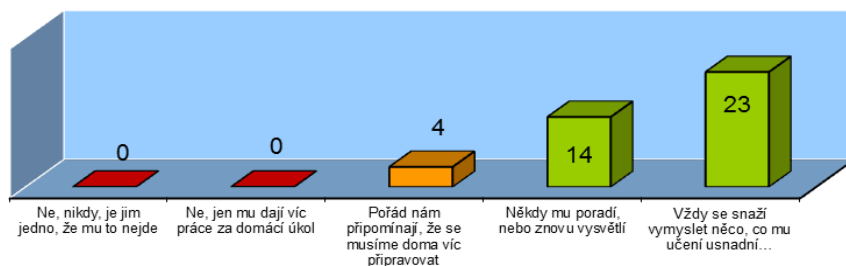 0
0
4
14
23
Ne, nikdy, je jim
jedno, že mu to nejde
Ne, jen mu dají víc
práce za domácí úkol
Pořád nám
připomínají, že se
musíme doma víc
připravovat
Někdy mu poradí,
nebo znovu vysvětlí
Vždy se snaží
vymyslet něco, co mu
učení usnadní…